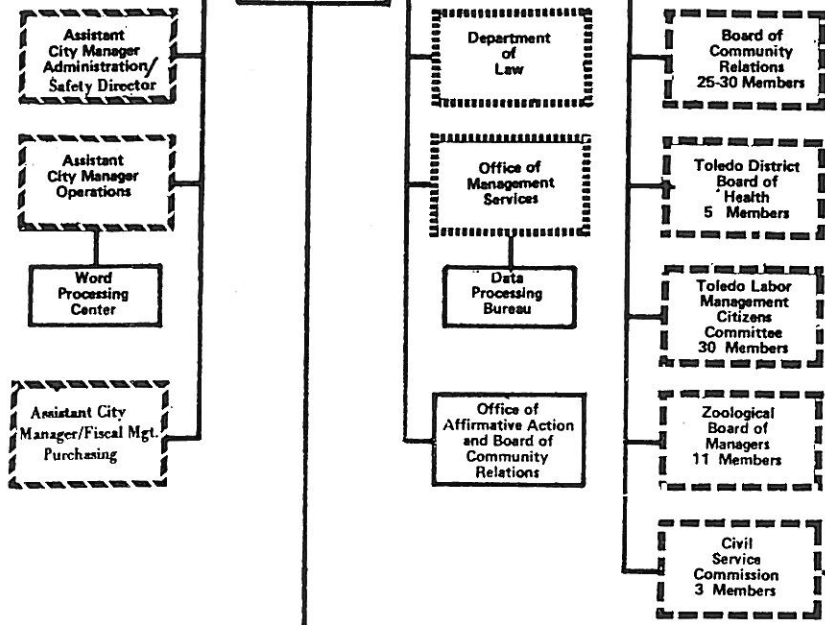 Assistant
City Manager
Administration/
Safety Director
Assistant
City Manager
Operations
Word
Processing
Center
Assistant City
Manager/Fiscal Mgt.
Purchasing
Department
of
Law
Office of
Management
Services
Data
Processing
Bureau
Office of
Affirmative Action
and Board of
Community
Relations
Board of
Community
Relations
25-30 Members
Toledo District
Board of
Health
5 Members
Toledo Labor
Management
Citizens
Committee
30 Members
Zoological
Board of
Managers
11 Members
Civil
Service
Commission
3 Members